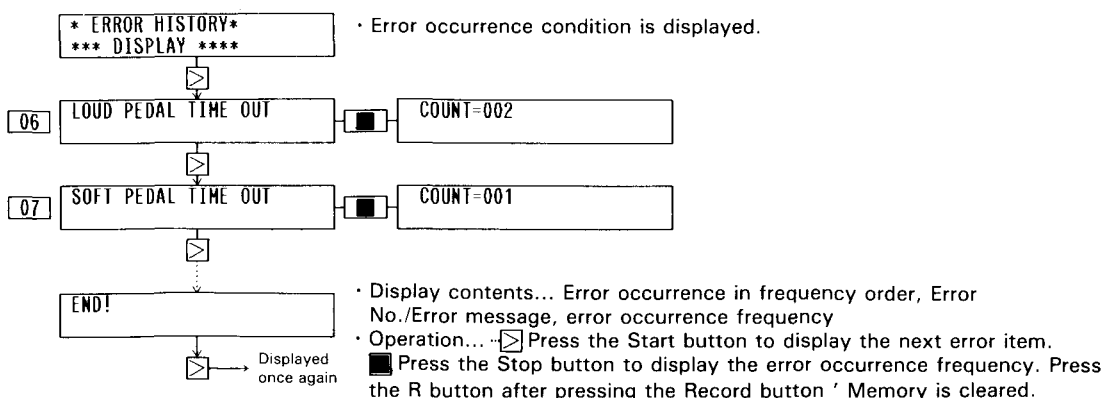 * ERROR HISTORY*
*** DISPLAY ****
· Error occurrence condition is displayed.
06
LOUD PEDAL TIME OUT
COUNT=002
07
SOFT PEDAL TIME OUT
COUNT=001
END!
Displayed
once again
· Display contents... Error occurrence in frequency order, Error
No./Error message, error occurrence frequency
· Operation... Press the Start button to display the next error item.
Press the Stop button to display the error occurrence frequency. Press
the R button after pressing the Record button ' Memory is cleared.